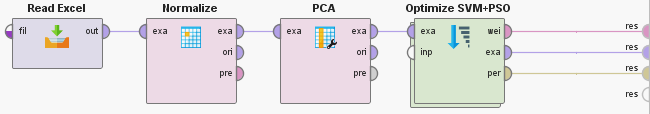 Read Excel Normalize PCA Optimize SVM+PSO
fil out exa exa exa exa exa wei res
ori ori inp exa res
pre pre per res
res